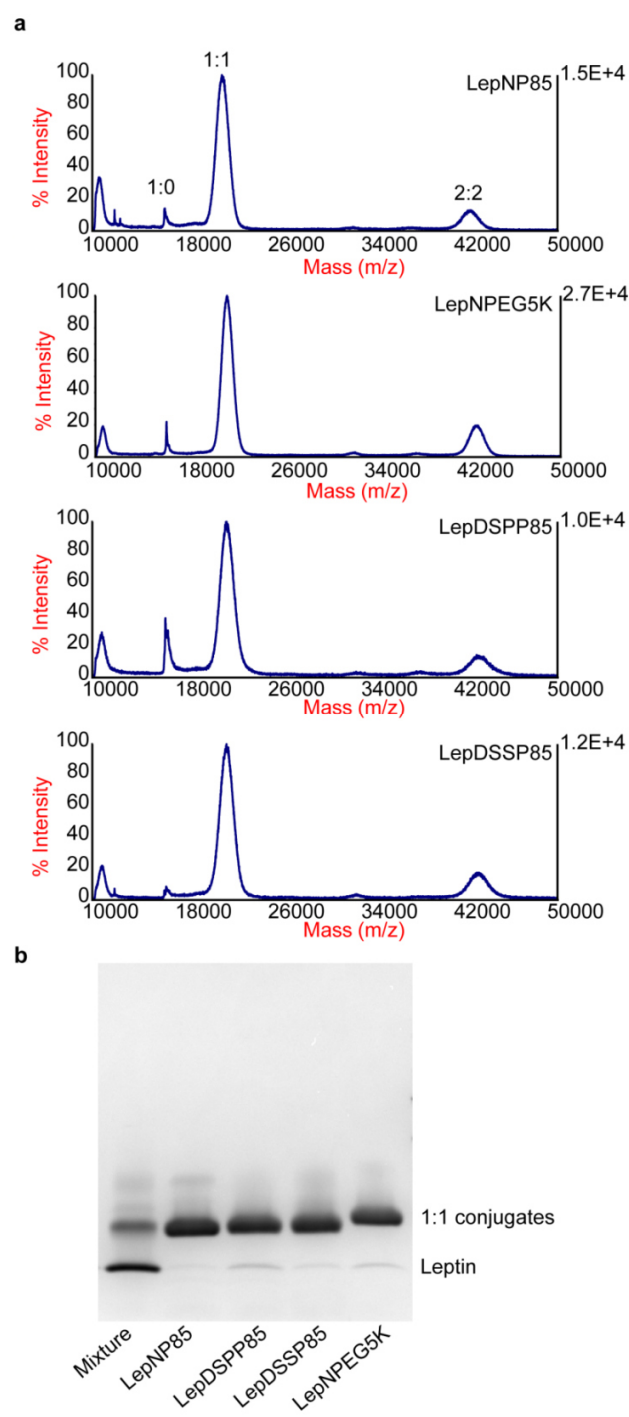 a
1:1
100
80
60
40
20
0
% Intensity
1:0
2:2
LepNP85
1.5E+4
10000 18000 26000 34000 42000 50000
Mass (m/z)
100
80
60
40
20
0
% Intensity
LepNPEG5K
2.7E+4
10000 18000 26000 34000 42000 50000
Mass (m/z)
100
80
60
40
20
0
% Intensity
LepDSPP85
1.0E+4
10000 18000 26000 34000 42000 50000
Mass (m/z)
100
80
60
40
20
0
% Intensity
LepDSSP85
1.2E+4
10000 18000 26000 34000 42000 50000
Mass (m/z)
b
1:1 conjugates
Leptin
Mixture
LepNP85
LepDSPP85
LepDSSP85
LepNPEG5K